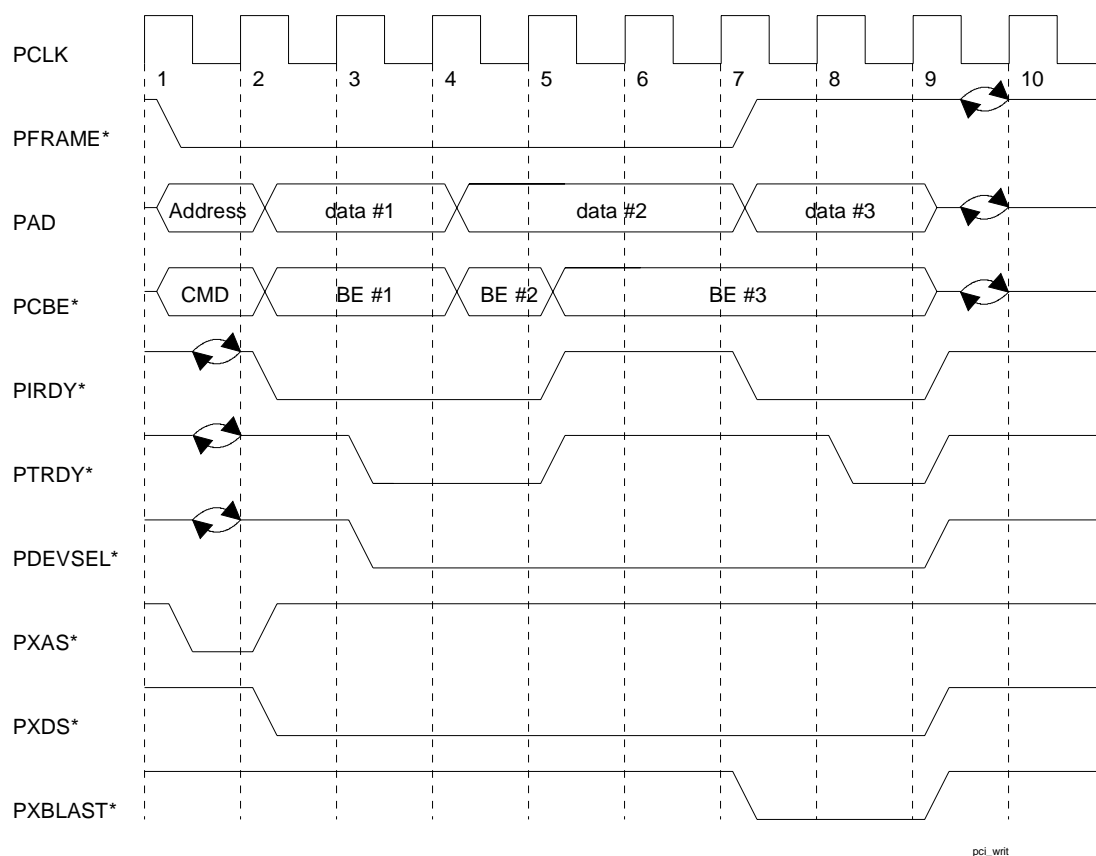 PCLK
1 2 3 4 5 6 7 8 9 10
PFRAME*
PAD Address data #1 data #2 data #3
PCBE* CMD BE #1 BE #2 BE #3
PIRDY*
PTRDY*
PDEVSEL*
PXAS*
PXDS*
PXBLAST*
pci_writ